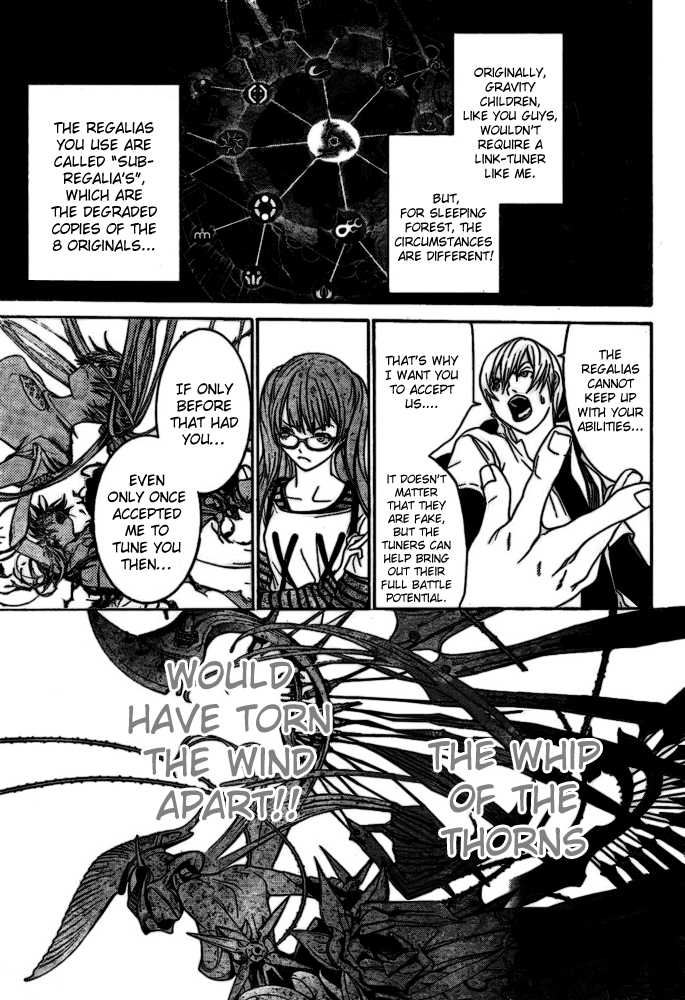 ORIGINALLY,
GRAVITY
CHILDREN,
LIKE YOU GUYS,
WOULDN'T
REQUIRE A
LINK-TUNER
LIKE ME.
BUT,
FOR SLEEPING
FOREST, THE
CIRCUMSTANCES
ARE DIFFERENT!
THE REGALIAS
YOU USE ARE
CALLED "SUB-
REGALIA'S",
WHICH ARE
THE DEGRADED
COPIES OF THE
8 ORIGINALS...
THE
REGALIAS
CANNOT
KEEP UP
WITH YOUR
ABILITIES...
THAT'S WHY
I WANT YOU
TO ACCEPT
US....
IT DOESN'T
MATTER THAT
THEY ARE FAKE,
BUT THE
TUNERS CAN
HELP BRING
OUT THEIR
FULL BATTLE
POTENTIAL.
IF ONLY
BEFORE
THAT HAD
YOU...
EVEN
ONLY ONCE
ACCEPTED
ME TO
TUNE YOU
THEN...
THE WHIP
OF THE
THORNS
WOULD
HAVE TORN
THE WIND
APART!!